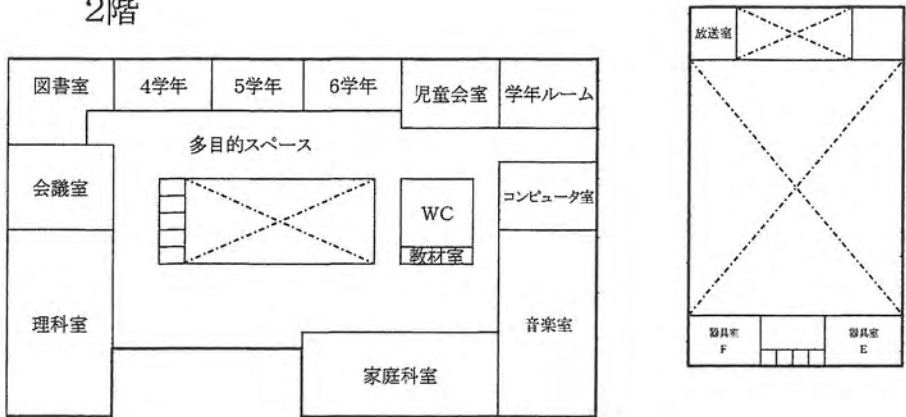 2階
図書室
4学年
5学年
6学年
児童会室
学年ルーム
多目的スペース
会議室
WC
教材室
コンピュータ室
理科室
音楽室
家庭科室
放送室
器具室
F
器具室
E